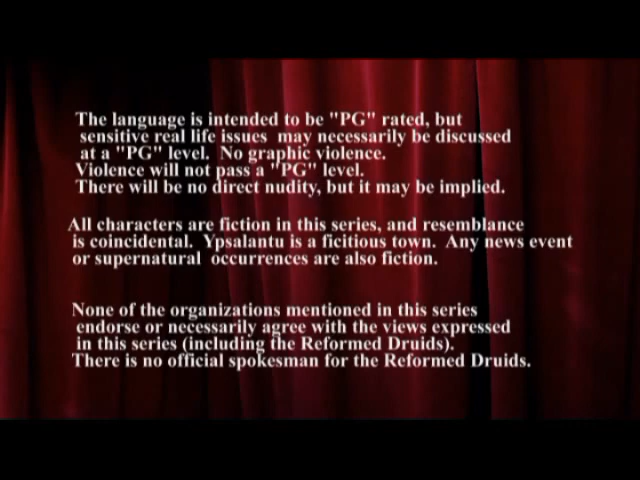 The language is intended to be "PG" rated, but
sensitive real life issues may necessarily be discussed
at a "PG" level. No graphic violence.
Violence will not pass a "PG" level.
There will be no direct nudity, but it may be implied.
All characters are fiction in this series, and resemblance
is coincidental. Ypsalantu is a ficitious town. Any news event
or supernatural occurrences are also fiction.
None of the organizations mentioned in this series
endorse or necessarily agree with the views expressed
in this series (including the Reformed Druids).
There is no official spokesman for the Reformed Druids.